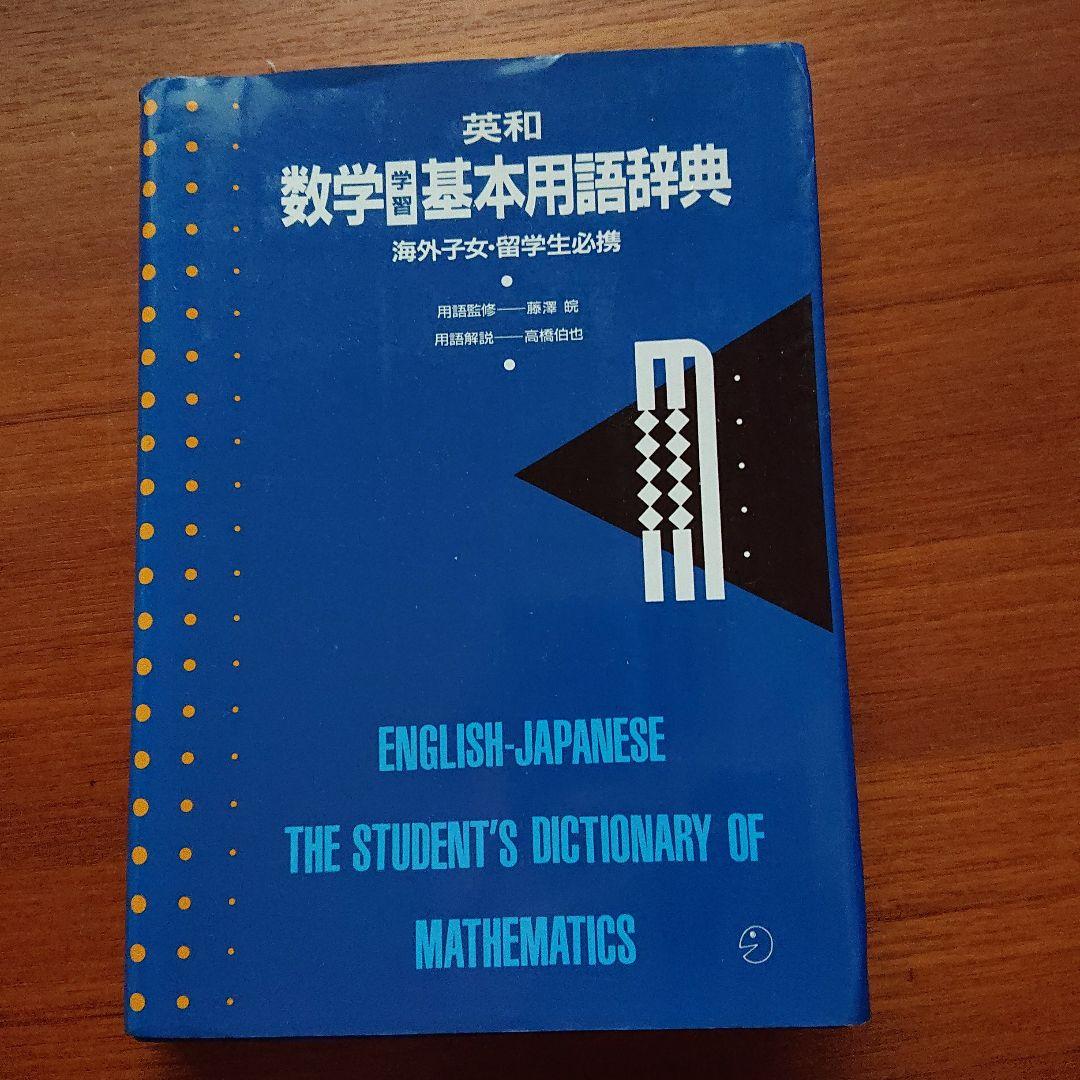 英和
数学学習基本用語辞典
海外子女・留学生必携
用語監修──藤澤 皖
用語解説──高橋伯也
m
ENGLISH-JAPANESE
THE STUDENT'S DICTIONARY OF
MATHEMATICS